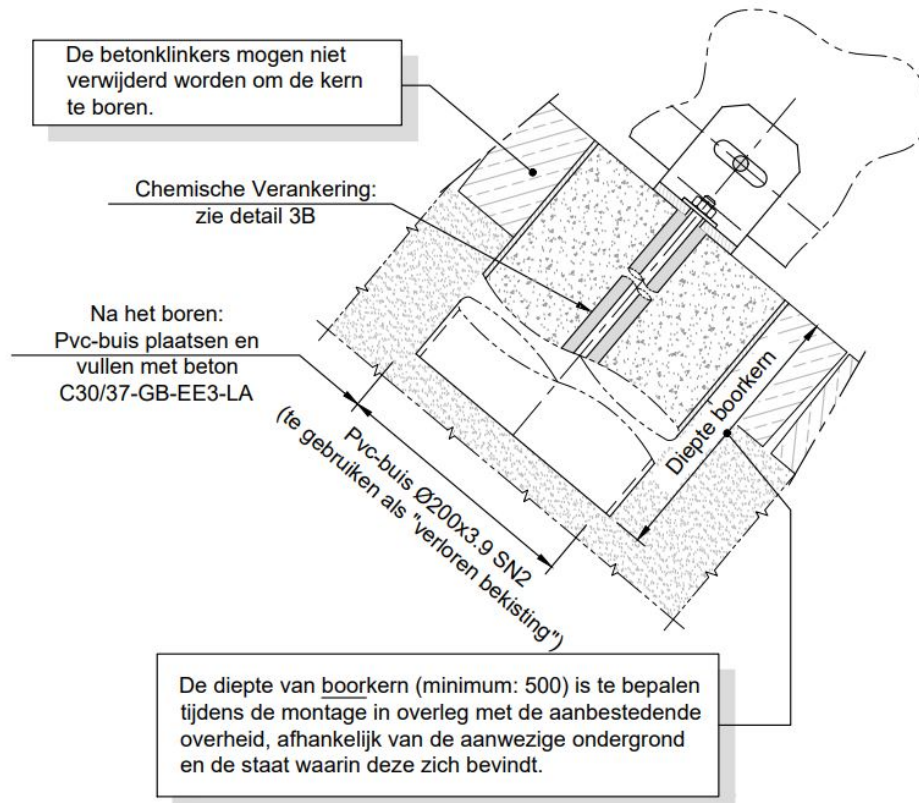 De betonklinkers mogen niet
verwijderd worden om de kern
te boren.
Chemische Verankering:
zie detail 3B
Na het boren:
Pvc-buis plaatsen en
vullen met beton
C30/37-GB-EE3-LA
Pvc-buis Ø200x3.9 SN2
(te gebruiken als "verloren bekisting")
Diepte boorkern
De diepte van boorkern (minimum: 500) is te bepalen
tijdens de montage in overleg met de aanbestedende
overheid, afhankelijk van de aanwezige ondergrond
en de staat waarin deze zich bevindt.